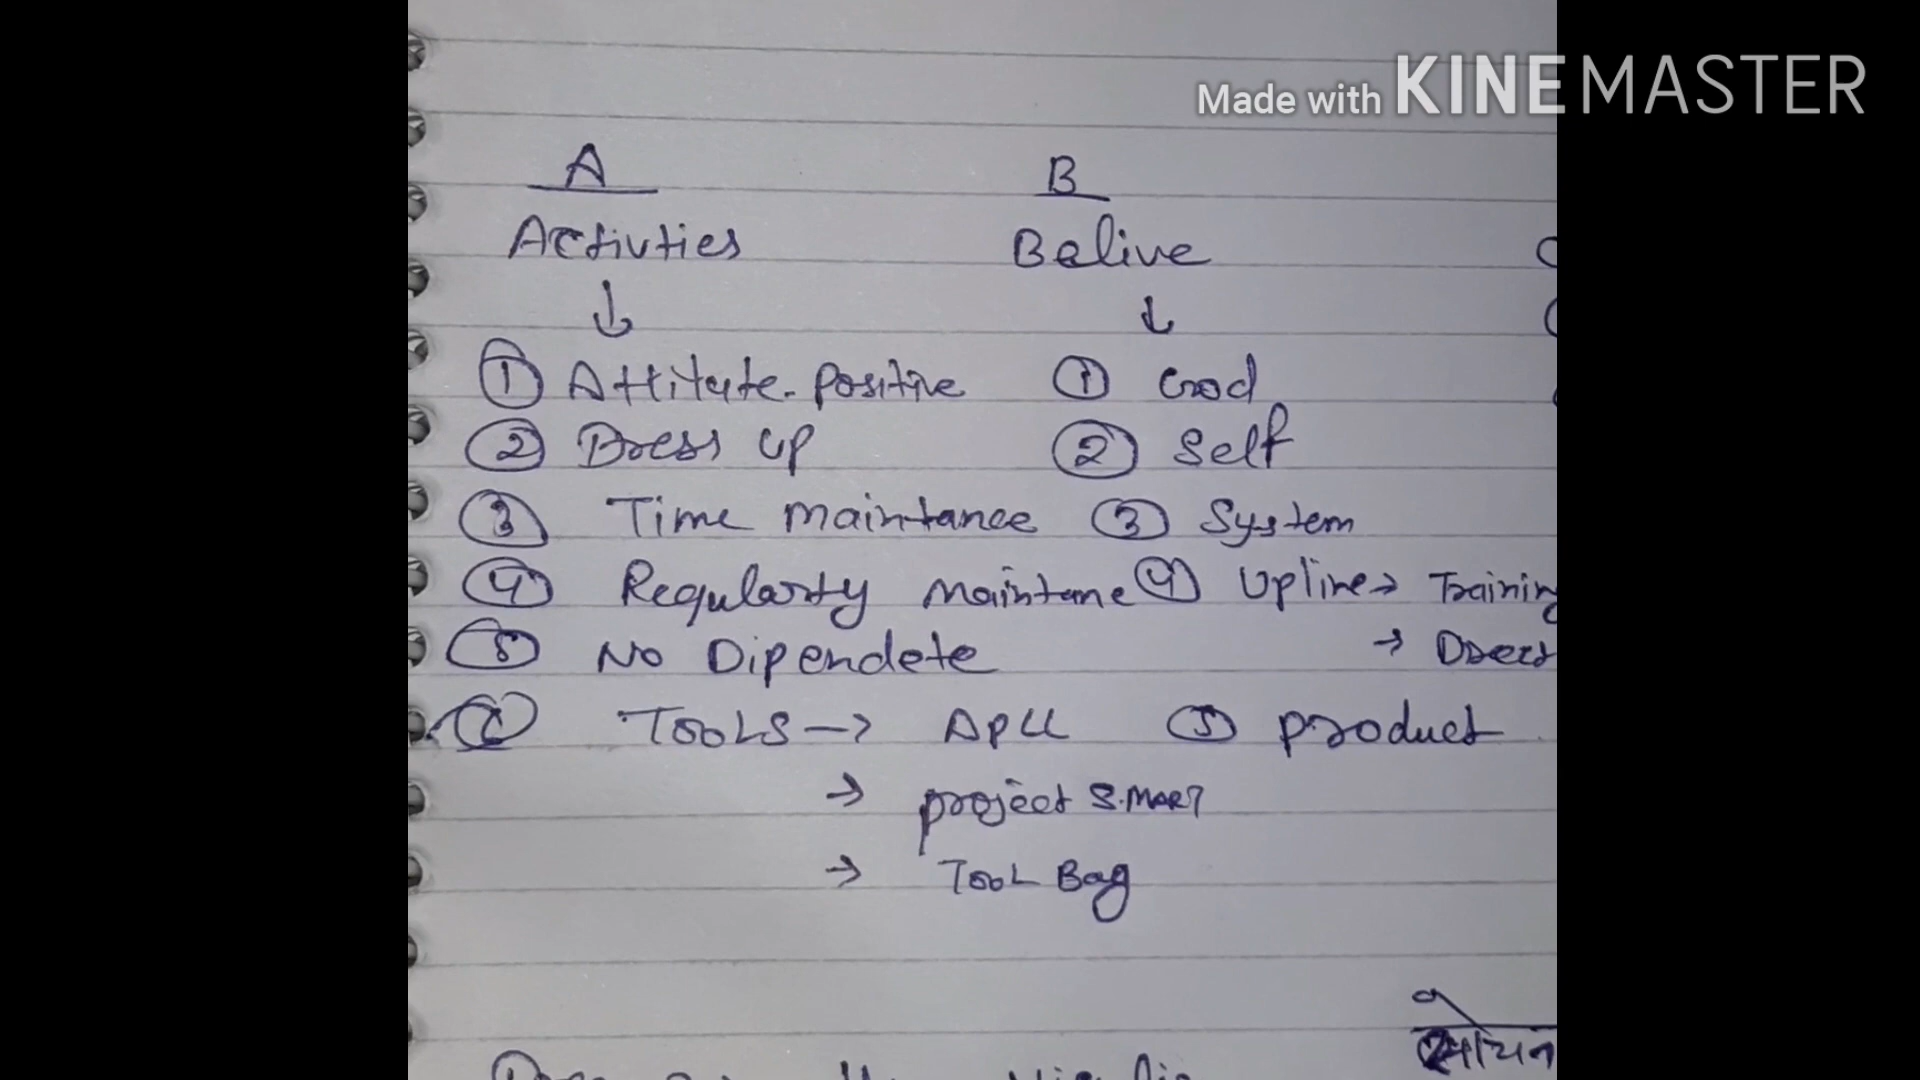 Made with KINEMASTER
A B
Activties Belive
↓ ↓
① Attitute. Positive ① God
② Dress up ② Self
③ Time maintance ③ System
④ Regularty maintane ④ Upline → Training
⑤ No Dipendete →
TOOLS → ⑤ product
→ project S.MART
→ TOOL Bag